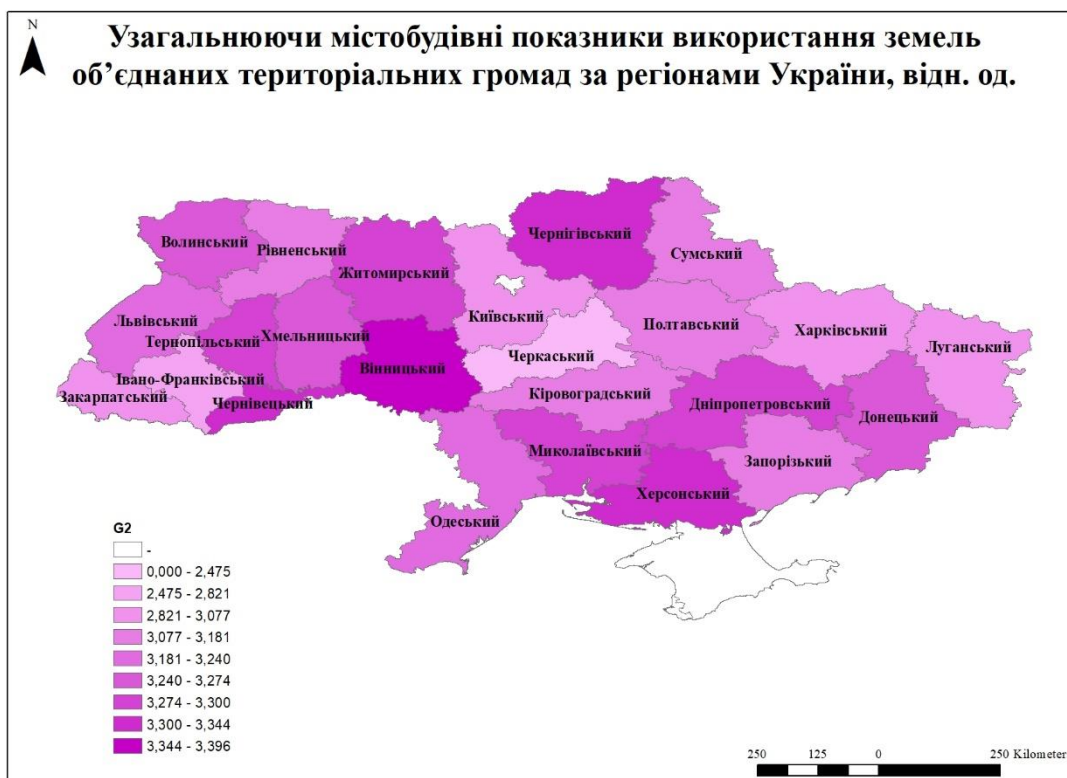 N
Узагальнюючи містобудівні показники використання земель
об’єднаних територіальних громад за регіонами України, відн. од.
Чернігівський
Волинський
Рівненський
Сумський
Житомирський
Київський
Львівський
Полтавський
Харківський
Тернопільський
Хмельницький
Луганський
Черкаський
Вінницький
Івано-Франківський
Закарпатський
Кіровоградський
Чернівецький
Дніпропетровський
Донецький
Миколаївський
Запорізький
Херсонський
Одеський
G2
-
0,000 - 2,475
2,475 - 2,821
2,821 - 3,077
3,077 - 3,181
3,181 - 3,240
3,240 - 3,274
3,274 - 3,300
3,300 - 3,344
3,344 - 3,396
250 125 0 250 Kilometer